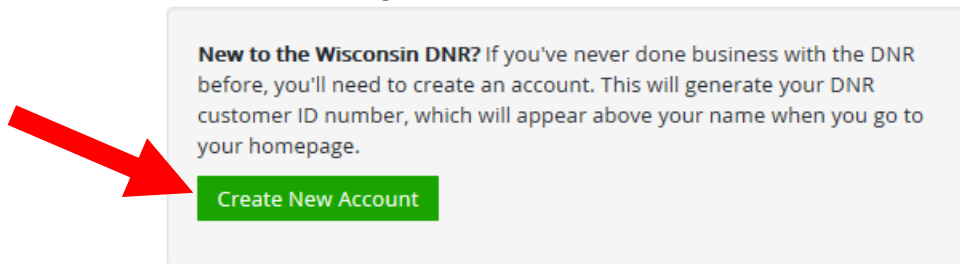 New to the Wisconsin DNR? If you've never done business with the DNR
before, you'll need to create an account. This will generate your DNR
customer ID number, which will appear above your name when you go to
your homepage.
Create New Account